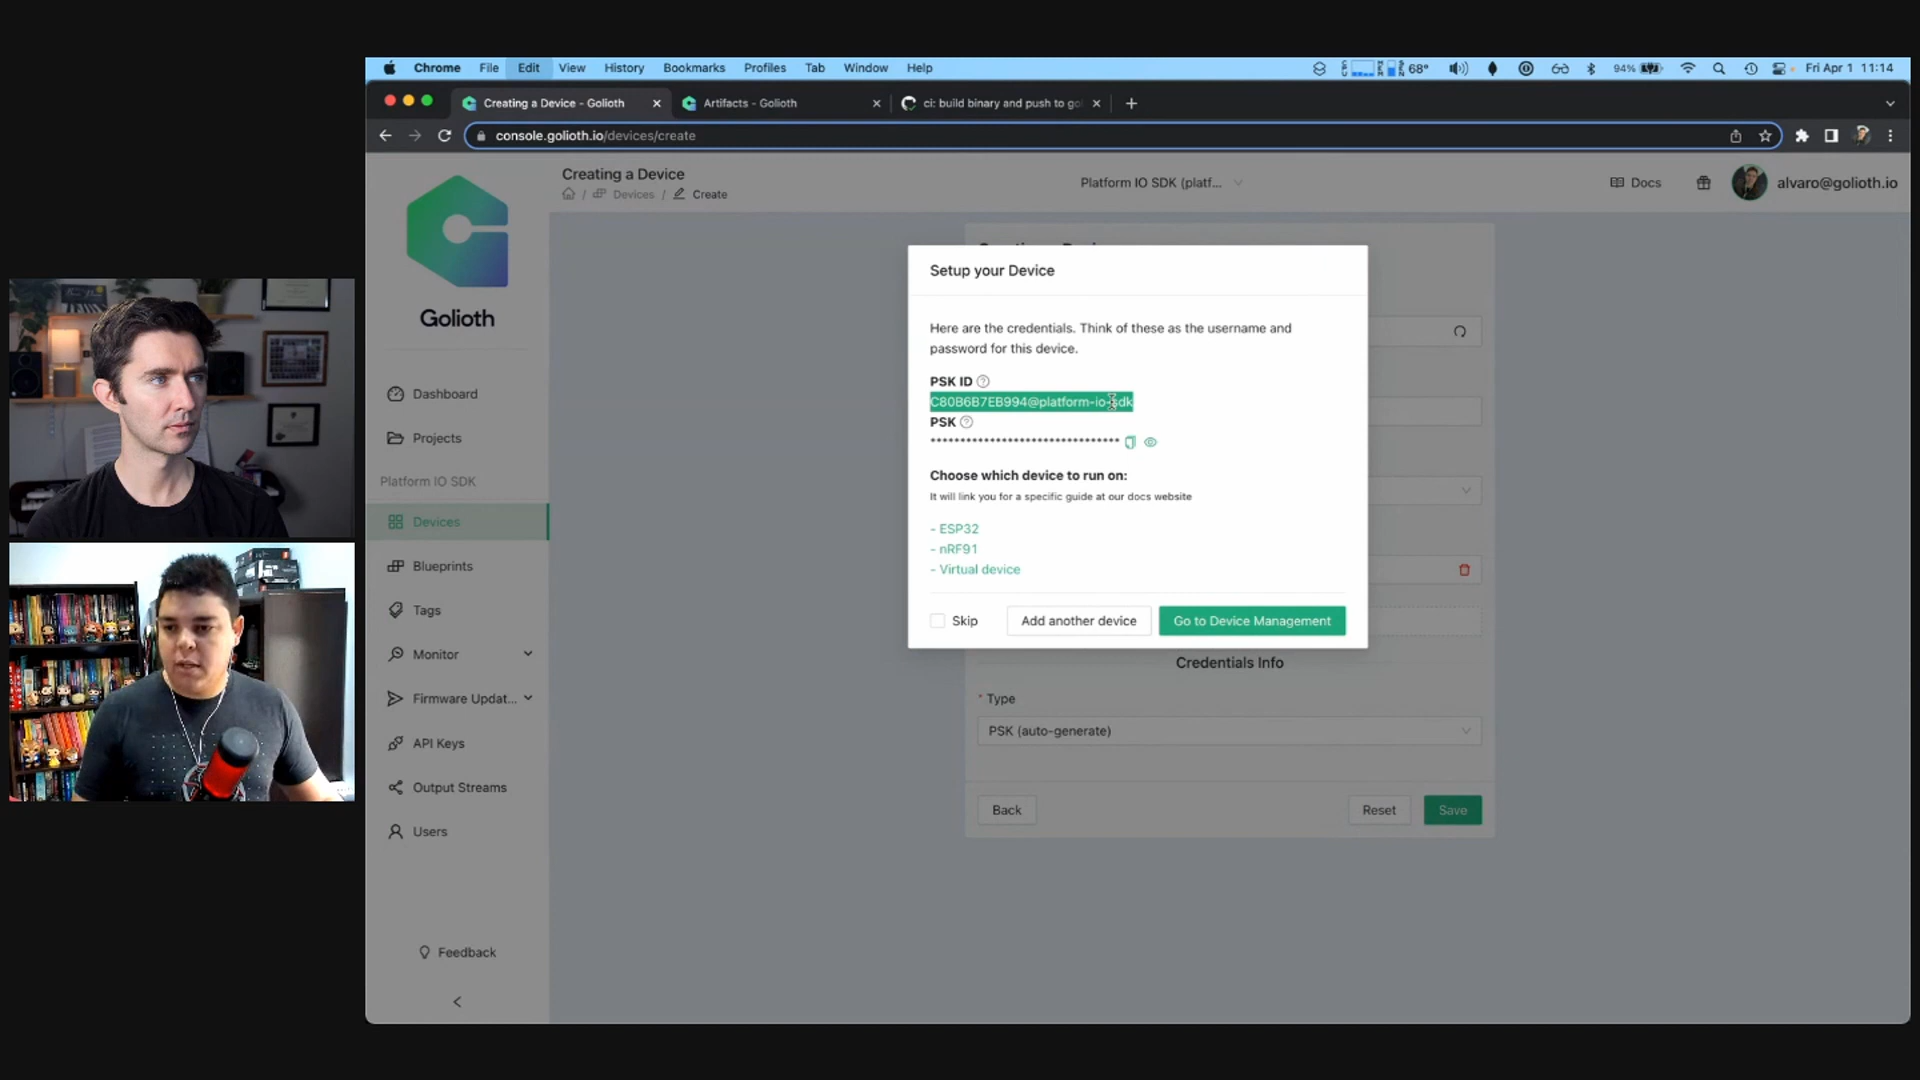 Chrome File Edit View History Bookmarks Profiles Tab Window Help 68° 94% Fri Apr 1 11:14
Creating a Device - Golioth Artifacts - Golioth ci: build binary and push to go
console.golioth.io/devices/create
Creating a Device
/ Devices / Create
Platform IO SDK (platf...
Docs
alvaro@golioth.io
Golioth
Dashboard
Projects
Platform IO SDK
Devices
Blueprints
Tags
Monitor
Firmware Updat...
API Keys
Output Streams
Users
Feedback
Setup your Device
Here are the credentials. Think of these as the username and
password for this device.
PSK ID
C80B6B7EB994@platform-io-sdk
PSK
********************************
Choose which device to run on:
It will link you for a specific guide at our docs website
- ESP32
- nRF91
- Virtual device
Skip Add another device Go to Device Management
Credentials Info
* Type
PSK (auto-generate)
Back Reset Save